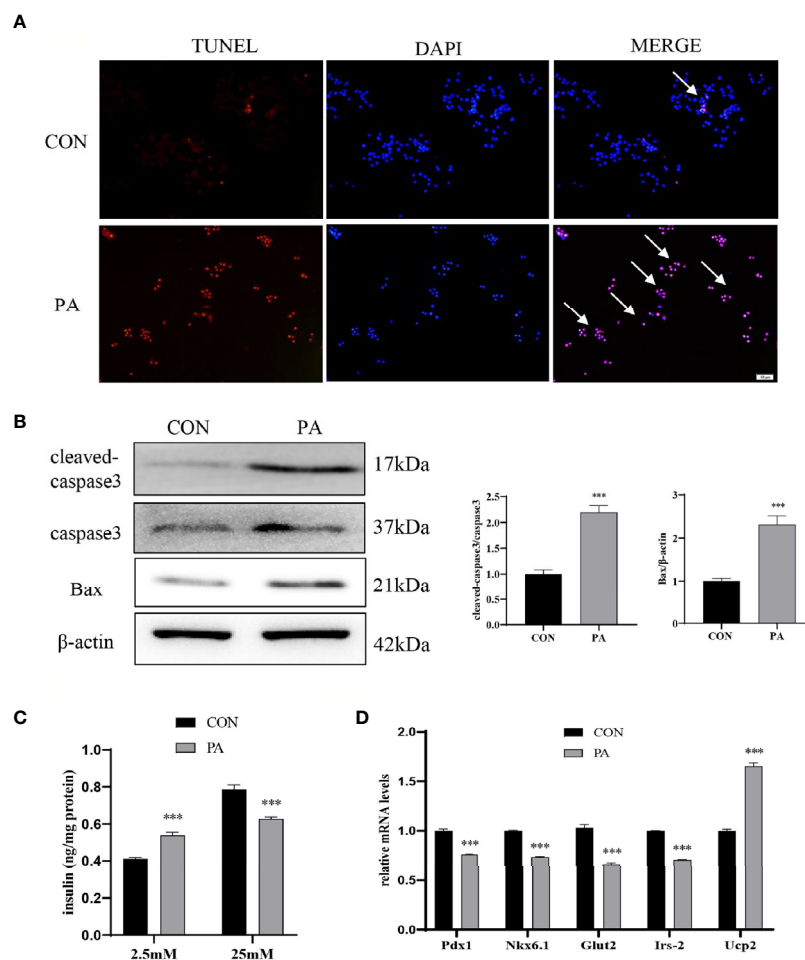 A
TUNEL DAPI MERGE
CON
PA
B
CON PA
cleaved-
caspase3
17kDa
caspase3
37kDa
Bax
21kDa
β-actin
42kDa
cleaved-caspase3/caspase3
2.5
2.0
1.5
1.0
0.5
0.0
***
CON PA
Bax/β-actin
3
2
1
0
***
CON PA
C
CON
PA
insulin (ng/mg protein)
1.0
0.8
0.6
0.4
0.2
0.0
*** ***
2.5mM 25mM
D
CON
PA
relative mRNA levels
2.0
1.5
1.0
0.5
0.0
*** *** *** *** ***
Pdx1 Nkx6.1 Glut2 Irs-2 Ucp2